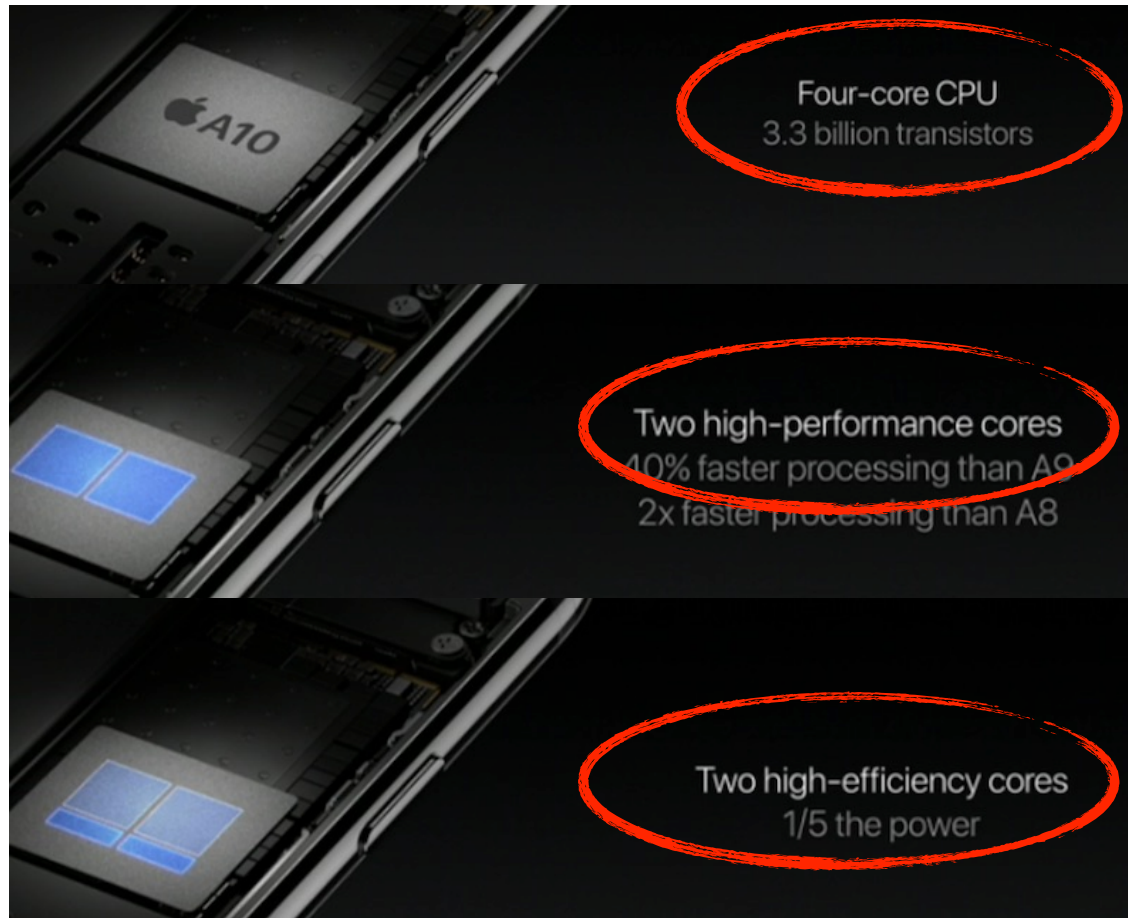 A10
Four-core CPU
3.3 billion transistors
Two high-performance cores
40% faster processing than A9
2x faster processing than A8
Two high-efficiency cores
1/5 the power